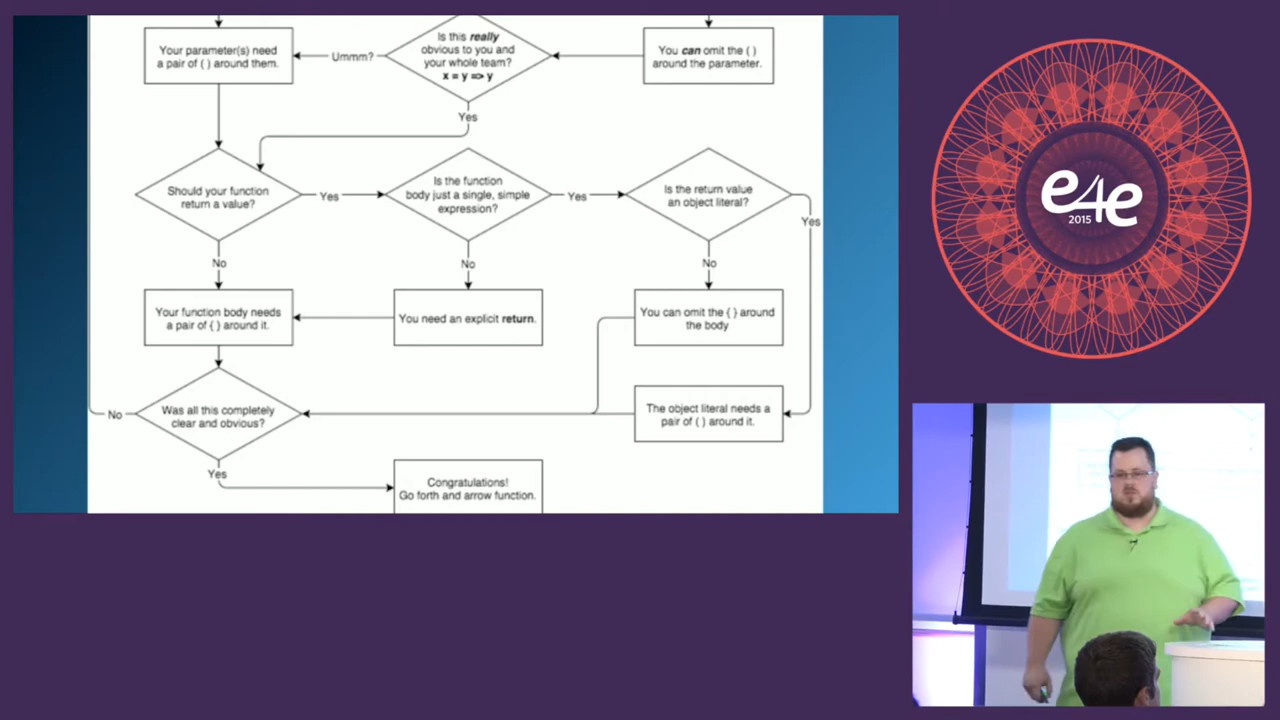 Your parameter(s) need
a pair of ( ) around them.
Ummm?
Is this really
obvious to you and
your whole team?
x = y => y
You can omit the ( )
around the parameter.
Yes
Should your function
return a value?
Yes
Is the function
body just a single, simple
expression?
Yes
Is the return value
an object literal?
Yes
No
No
No
Your function body needs
a pair of { } around it.
You need an explicit return.
You can omit the { } around
the body
No
Was all this completely
clear and obvious?
The object literal needs a
pair of ( ) around it.
Yes
Congratulations!
Go forth and arrow function.
e4e
2015